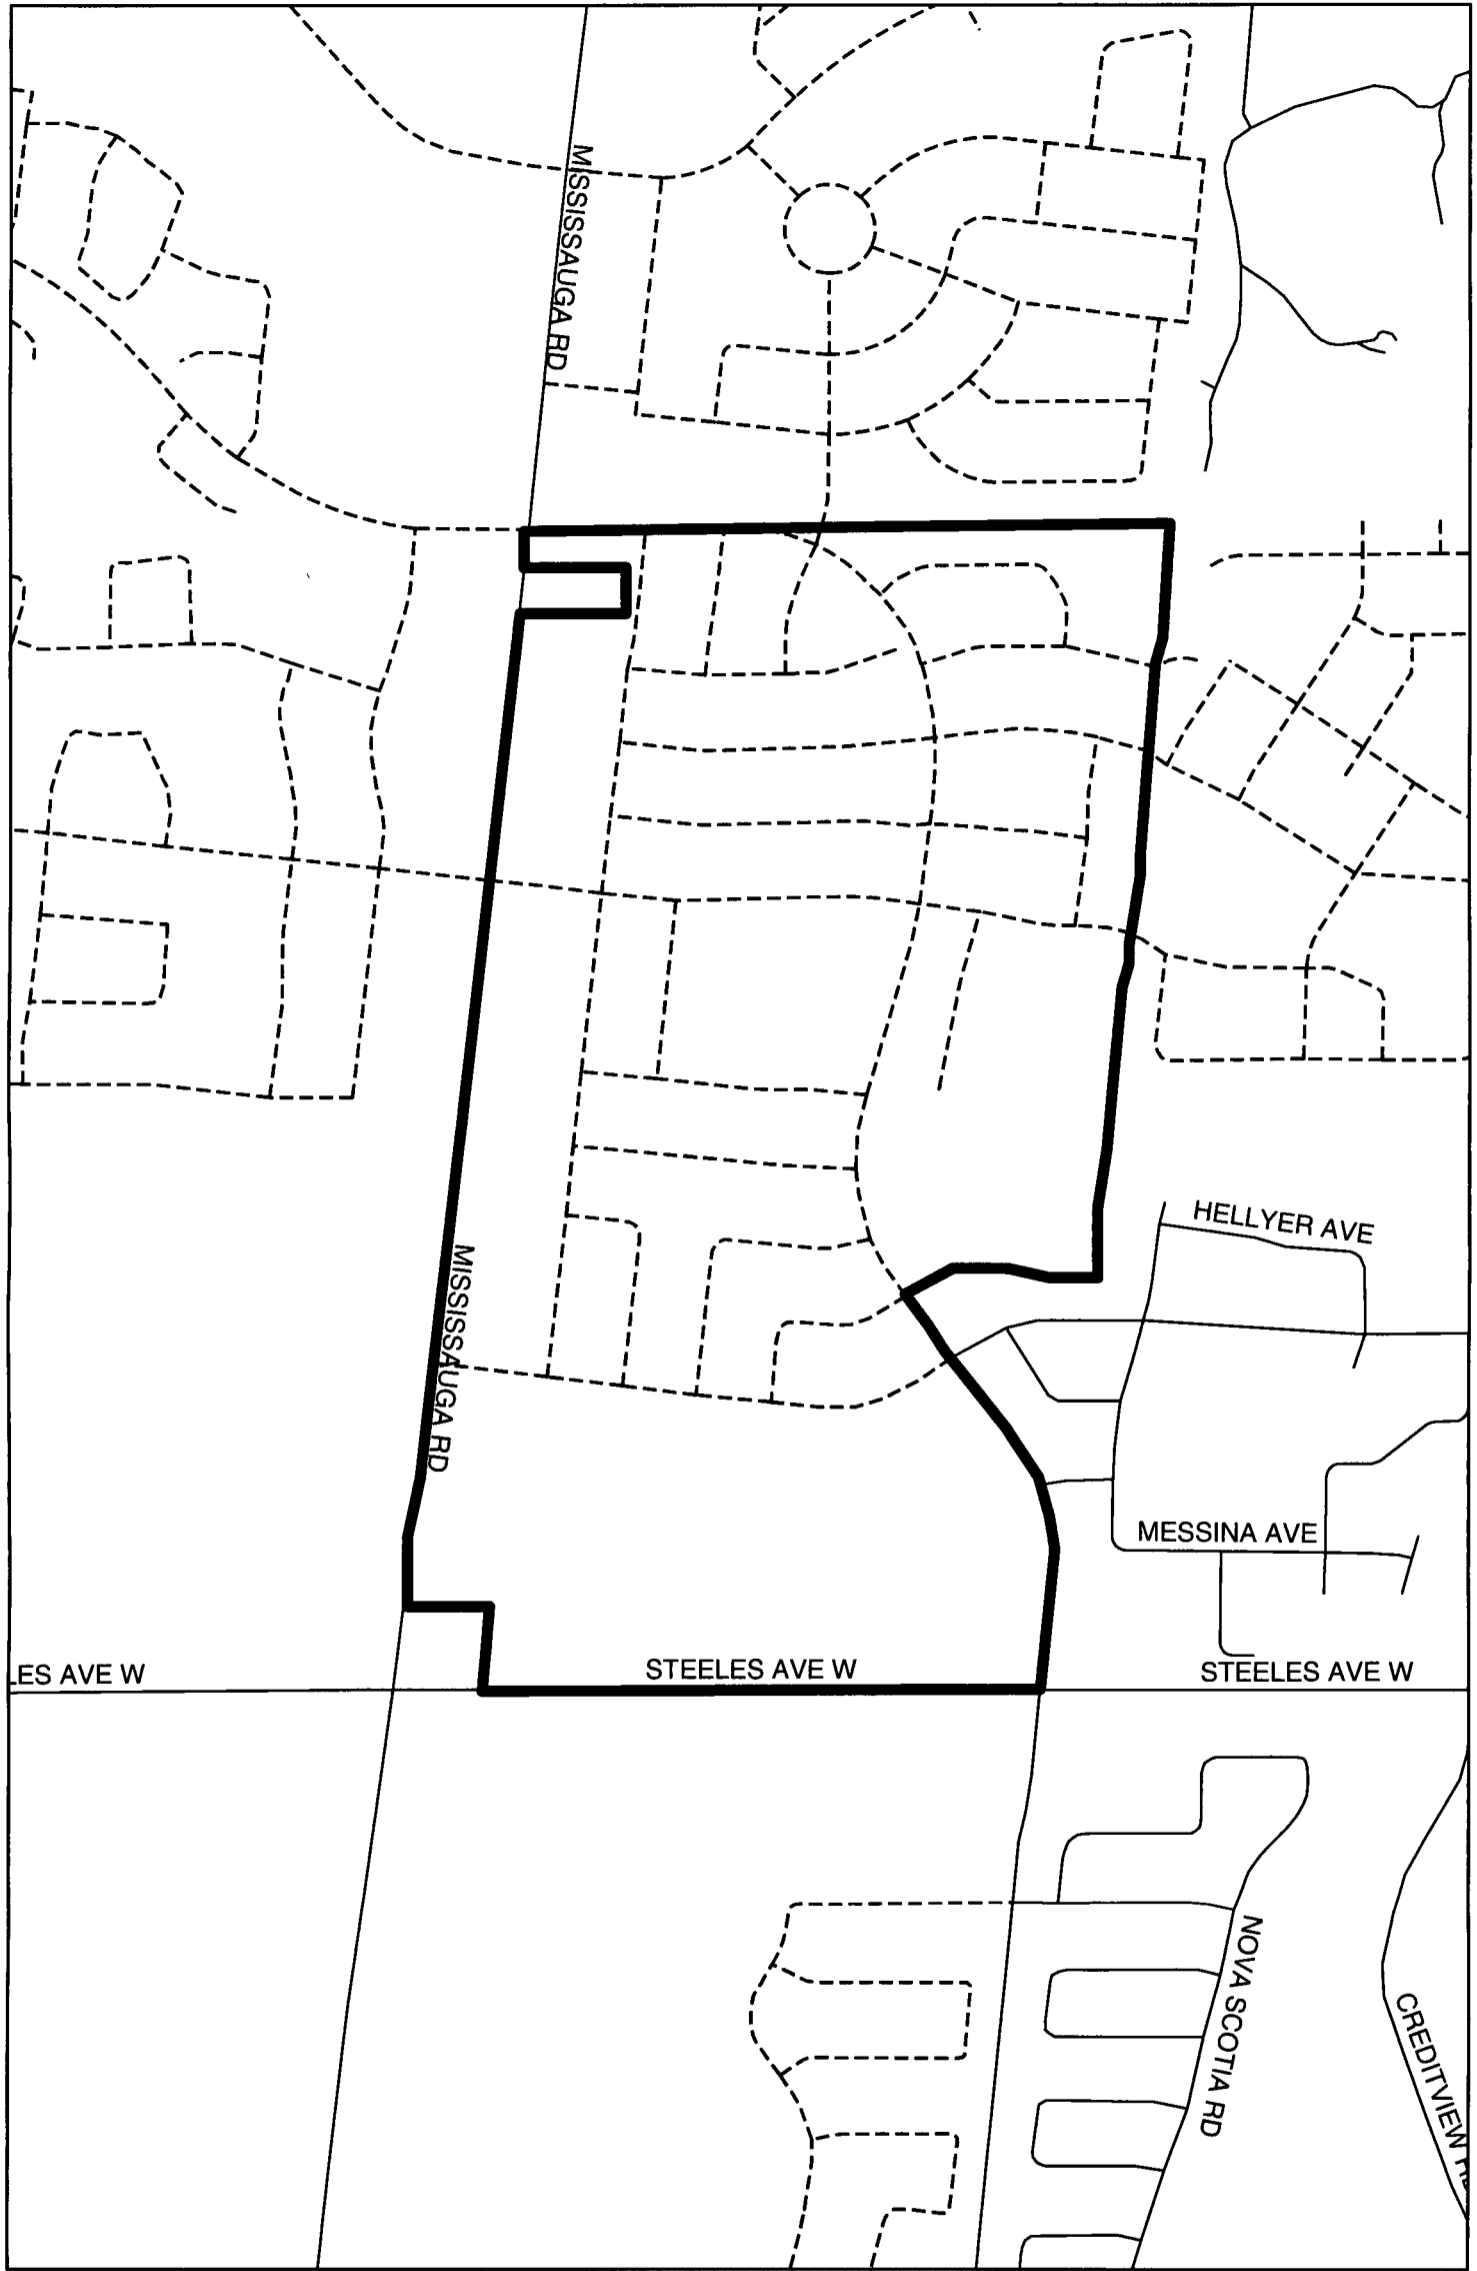 MISSISSAUGA RD
HELLYER AVE
MISSISSAUGA RD
MESSINA AVE
LES AVE W
STEELES AVE W
STEELES AVE W
NOVA SCOTIA RD
CREDITVIEW